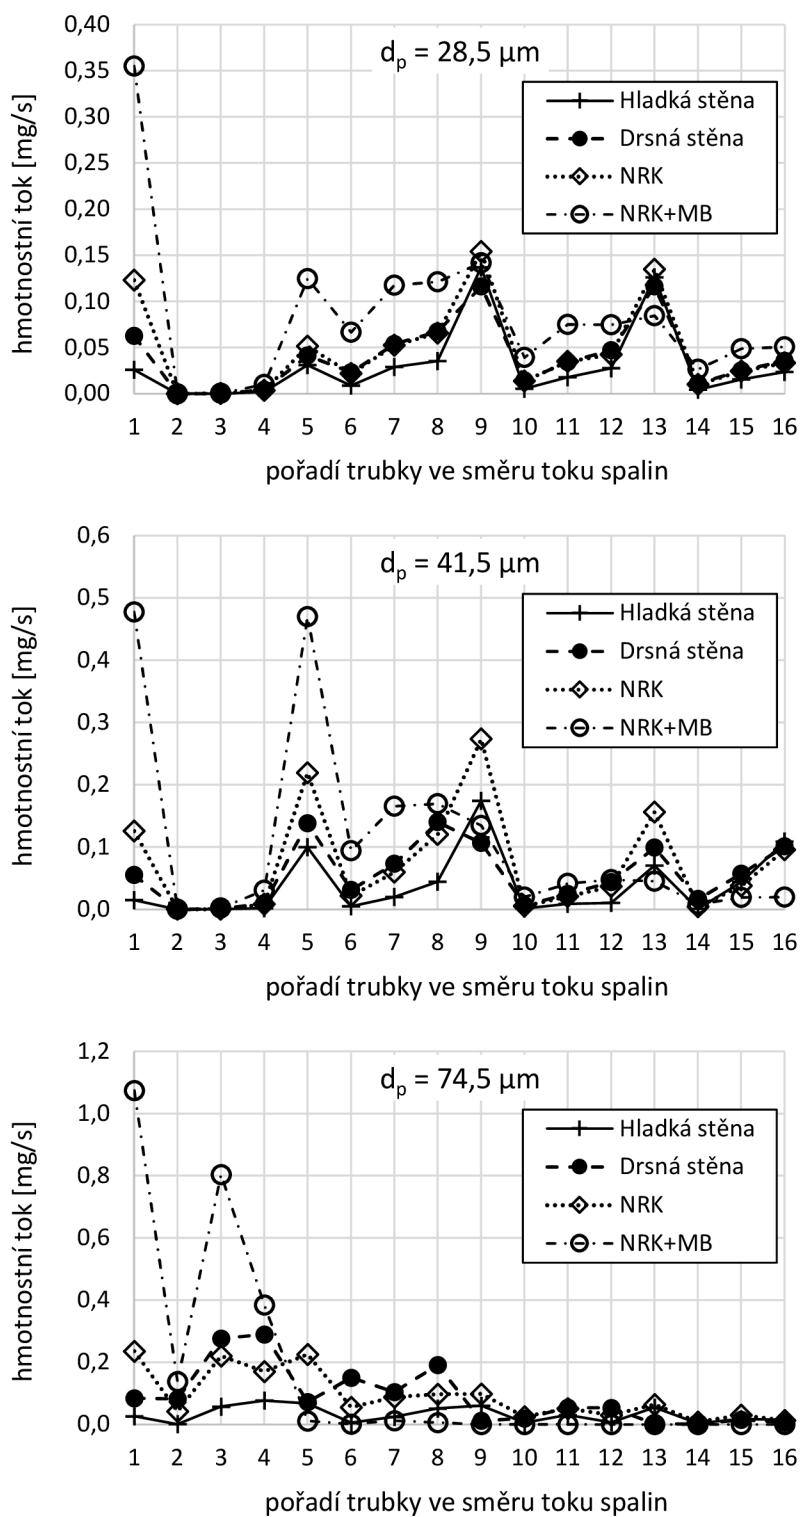 hmotnostní tok [mg/s]
0,40
0,35
0,30
0,25
0,20
0,15
0,10
0,05
0,00
dp = 28,5 µm
Hladká stěna
Drsná stěna
NRK
NRK+MB
1 2 3 4 5 6 7 8 9 10 11 12 13 14 15 16
pořadí trubky ve směru toku spalin
hmotnostní tok [mg/s]
0,6
0,5
0,4
0,3
0,2
0,1
0,0
dp = 41,5 µm
Hladká stěna
Drsná stěna
NRK
NRK+MB
1 2 3 4 5 6 7 8 9 10 11 12 13 14 15 16
pořadí trubky ve směru toku spalin
hmotnostní tok [mg/s]
1,2
1,0
0,8
0,6
0,4
0,2
0,0
dp = 74,5 µm
Hladká stěna
Drsná stěna
NRK
NRK+MB
1 2 3 4 5 6 7 8 9 10 11 12 13 14 15 16
pořadí trubky ve směru toku spalin